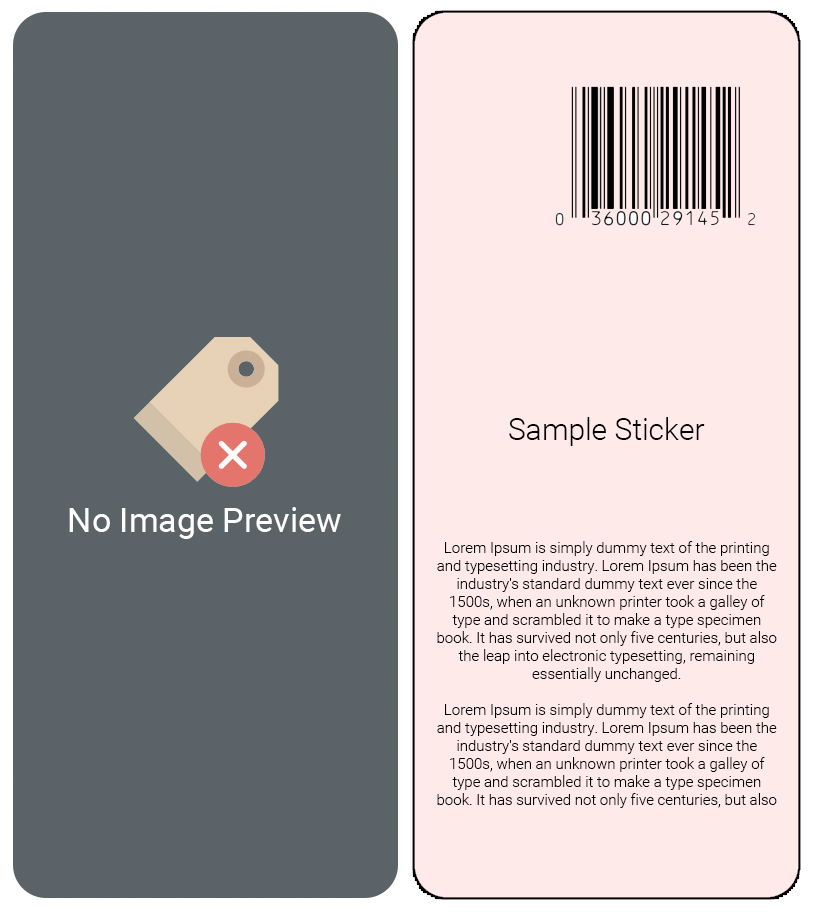 No Image Preview
0 36000 29145 2
Sample Sticker
Lorem Ipsum is simply dummy text of the printing
and typesetting industry. Lorem Ipsum has been the
industry's standard dummy text ever since the
1500s, when an unknown printer took a galley of
type and scrambled it to make a type specimen
book. It has survived not only five centuries, but also
the leap into electronic typesetting, remaining
essentially unchanged.
Lorem Ipsum is simply dummy text of the printing
and typesetting industry. Lorem Ipsum has been the
industry's standard dummy text ever since the
1500s, when an unknown printer took a galley of
type and scrambled it to make a type specimen
book. It has survived not only five centuries, but also